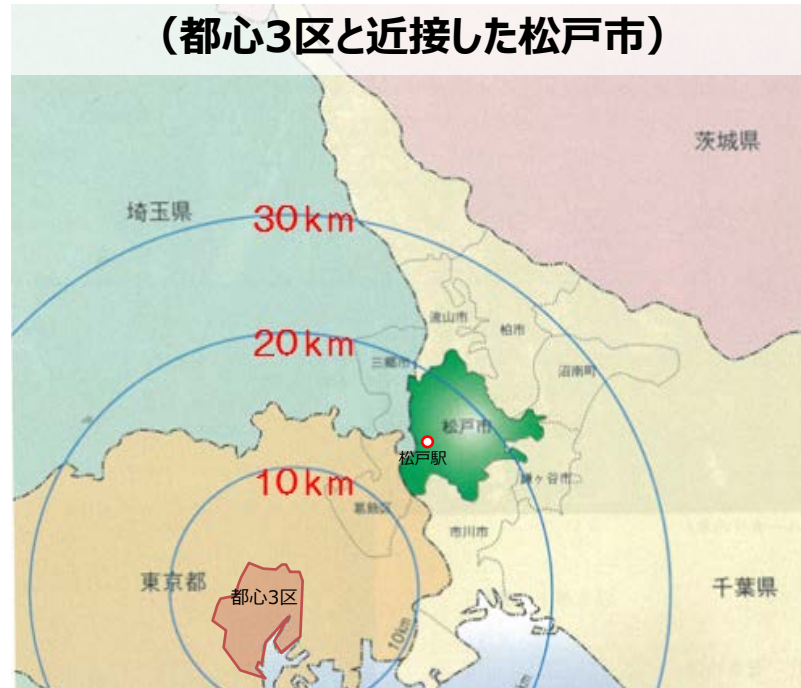 （都心3区と近接した松戸市）
茨城県
埼玉県
30km
流山市
柏市
20km
三郷市
沼南町
松戸市
松戸駅
10km
鎌ヶ谷市
葛飾区
市川市
東京都
都心3区
千葉県
10km
km